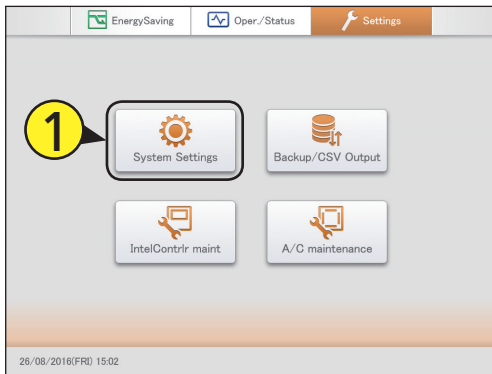 EnergySaving Oper./Status Settings
1
System Settings Backup/CSV Output
IntelContrlr maint A/C maintenance
26/08/2016(FRI) 15:02